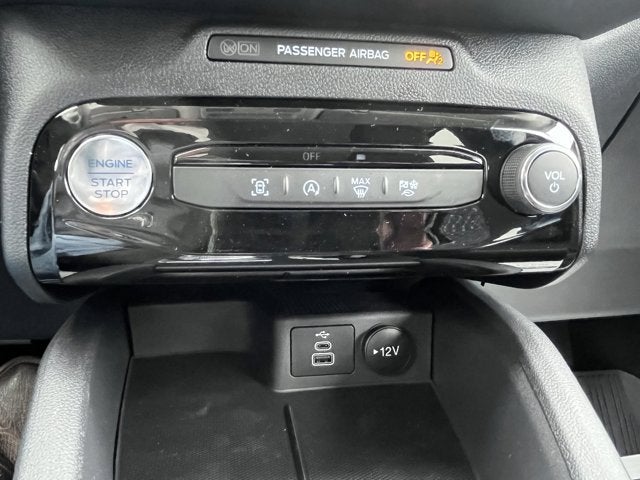 ON PASSENGER AIRBAG OFF
ENGINE
START
STOP
OFF
A
MAX
VOL
12V